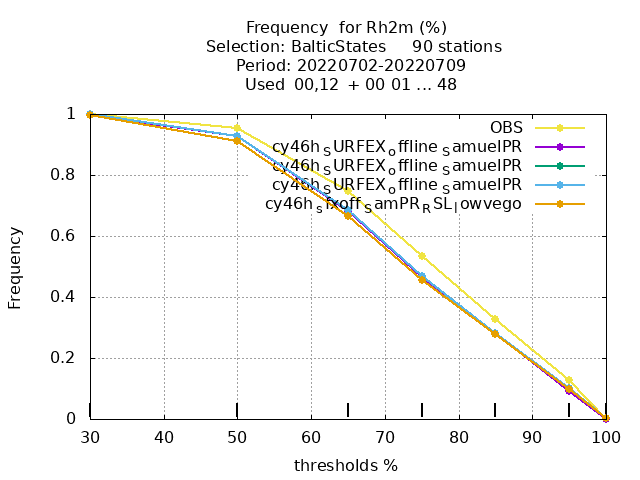 Frequency  for Rh2m (%)
Selection: BalticStates     90 stations
Period: 20220702-20220709
Used  00,12  + 00 01 ... 48
1
0.8
0.6
0.4
0.2
0
Frequency
OBS
cy46h_SURFEX_offline_SamuelPR
cy46h_SURFEX_offline_SamuelPR
cy46h_SURFEX_offline_SamuelPR
cy46h_sfxoff_SamPR_RSL_lowvego
30 40 50 60 70 80 90 100
thresholds %